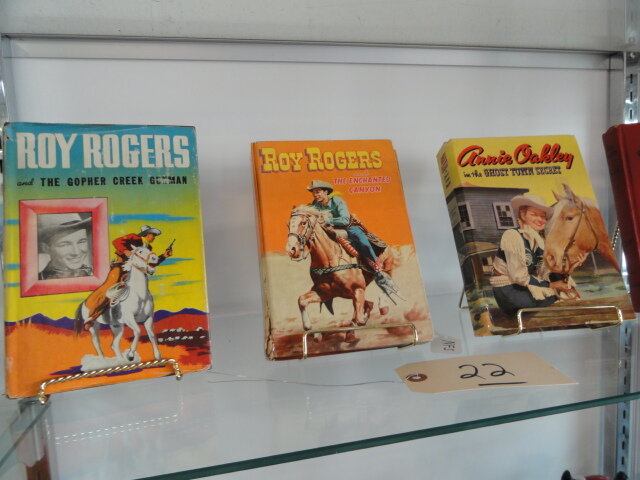 ROY ROGERS
and THE GOPHER CREEK GUNMAN
ROY ROGERS
THE ENCHANTED
CANYON
Annie Oakley
in the GHOST TOWN SECRET
22